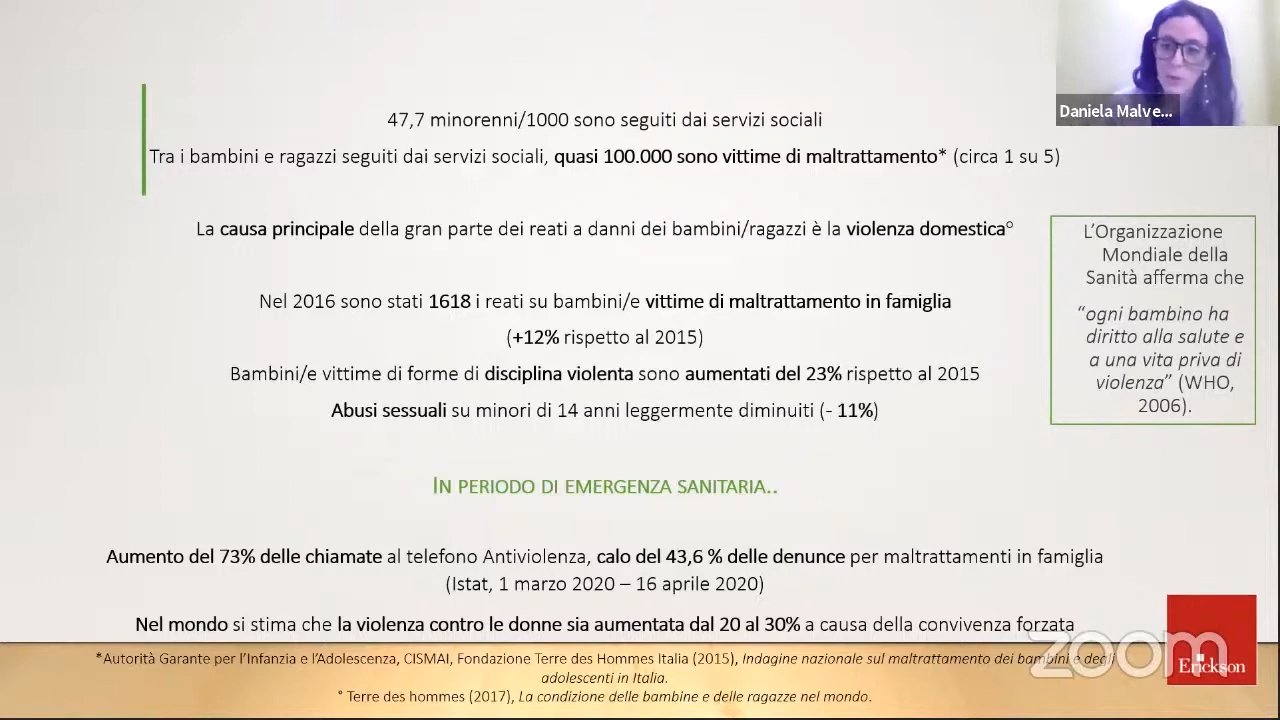 Daniela Malve...
47,7 minorenni/1000 sono seguiti dai servizi sociali
Tra i bambini e ragazzi seguiti dai servizi sociali, quasi 100.000 sono vittime di maltrattamento* (circa 1 su 5)
La causa principale della gran parte dei reati a danni dei bambini/ragazzi è la violenza domestica°
Nel 2016 sono stati 1618 i reati su bambini/e vittime di maltrattamento in famiglia
(+12% rispetto al 2015)
Bambini/e vittime di forme di disciplina violenta sono aumentati del 23% rispetto al 2015
Abusi sessuali su minori di 14 anni leggermente diminuiti (- 11%)
L'Organizzazione
Mondiale della
Sanità afferma che
"ogni bambino ha
diritto alla salute e
a una vita priva di
violenza" (WHO,
2006).
IN PERIODO DI EMERGENZA SANITARIA..
Aumento del 73% delle chiamate al telefono Antiviolenza, calo del 43,6 % delle denunce per maltrattamenti in famiglia
(Istat, 1 marzo 2020 – 16 aprile 2020)
Nel mondo si stima che la violenza contro le donne sia aumentata dal 20 al 30% a causa della convivenza forzata
*Autorità Garante per l'Infanzia e l'Adolescenza, CISMAI, Fondazione Terre des Hommes Italia (2015), Indagine nazionale sul maltrattamento dei bambini e degli
adolescenti in Italia.
° Terre des hommes (2017), La condizione delle bambine e delle ragazze nel mondo.
zoom
Erickson